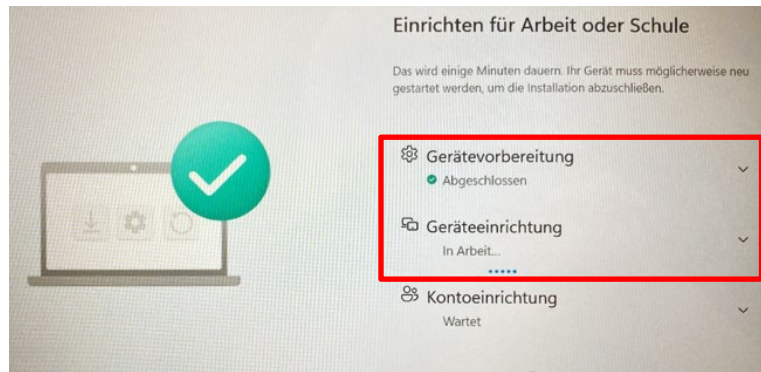 Einrichten für Arbeit oder Schule
Das wird einige Minuten dauern. Ihr Gerät muss möglicherweise neu
gestartet werden, um die Installation abzuschließen.
Gerätevorbereitung
Abgeschlossen
Geräteeinrichtung
In Arbeit...
Kontoeinrichtung
Wartet